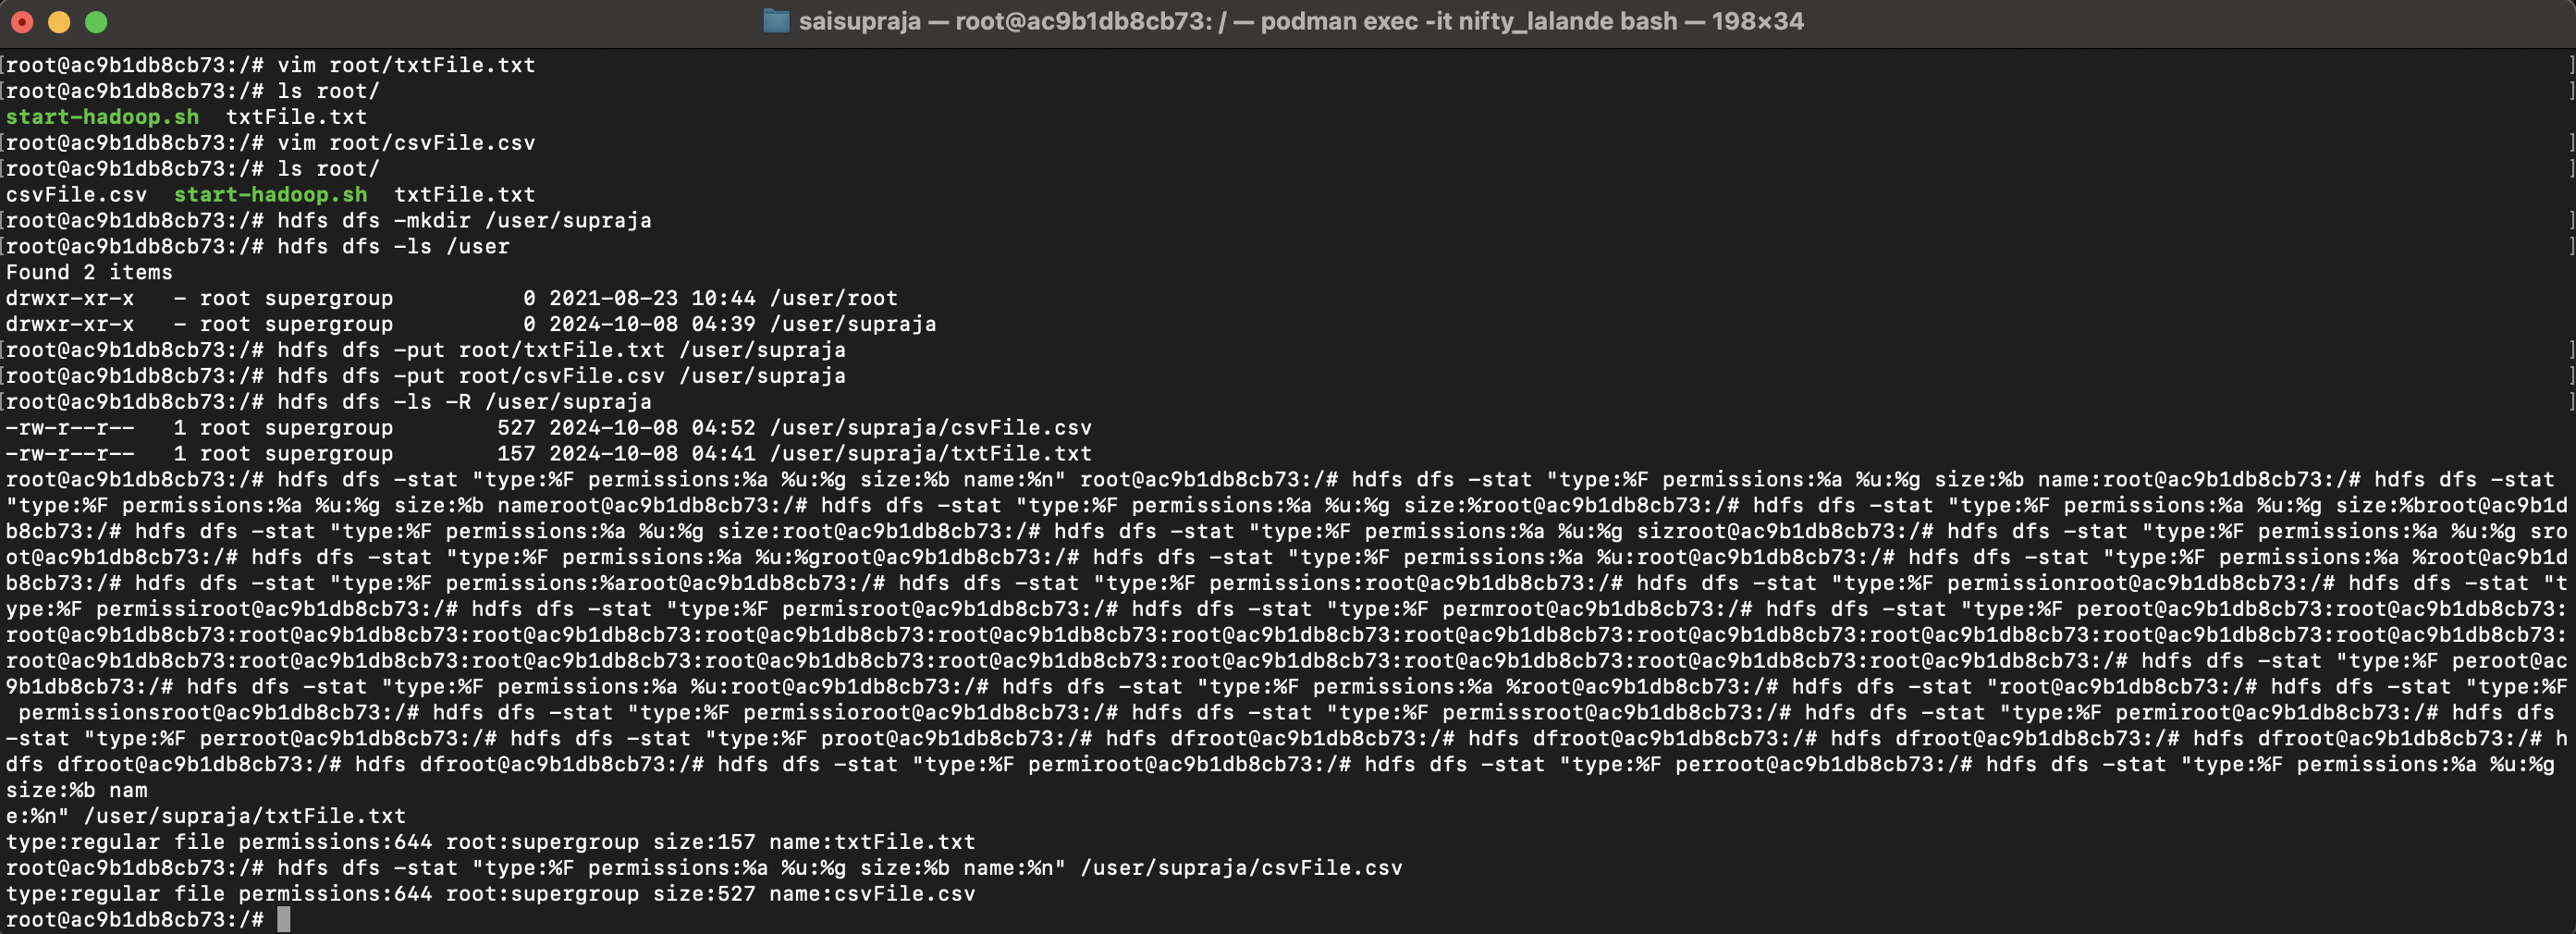 saisupraja — root@ac9b1db8cb73: / — podman exec -it nifty_lalande bash — 198×34
[root@ac9b1db8cb73:/# vim root/txtFile.txt ]
[root@ac9b1db8cb73:/# ls root/ ]
start-hadoop.sh  txtFile.txt
[root@ac9b1db8cb73:/# vim root/csvFile.csv ]
[root@ac9b1db8cb73:/# ls root/ ]
csvFile.csv  start-hadoop.sh  txtFile.txt
[root@ac9b1db8cb73:/# hdfs dfs -mkdir /user/supraja ]
[root@ac9b1db8cb73:/# hdfs dfs -ls /user ]
Found 2 items
drwxr-xr-x   - root supergroup          0 2021-08-23 10:44 /user/root
drwxr-xr-x   - root supergroup          0 2024-10-08 04:39 /user/supraja
[root@ac9b1db8cb73:/# hdfs dfs -put root/txtFile.txt /user/supraja ]
[root@ac9b1db8cb73:/# hdfs dfs -put root/csvFile.csv /user/supraja ]
[root@ac9b1db8cb73:/# hdfs dfs -ls -R /user/supraja ]
-rw-r--r--   1 root supergroup        527 2024-10-08 04:52 /user/supraja/csvFile.csv
-rw-r--r--   1 root supergroup        157 2024-10-08 04:41 /user/supraja/txtFile.txt
root@ac9b1db8cb73:/# hdfs dfs -stat "type:%F permissions:%a %u:%g size:%b name:%n" root@ac9b1db8cb73:/# hdfs dfs -stat "type:%F permissions:%a %u:%g size:%b name:root@ac9b1db8cb73:/# hdfs dfs -stat
"type:%F permissions:%a %u:%g size:%b nameroot@ac9b1db8cb73:/# hdfs dfs -stat "type:%F permissions:%a %u:%g size:%root@ac9b1db8cb73:/# hdfs dfs -stat "type:%F permissions:%a %u:%g size:%broot@ac9b1d
b8cb73:/# hdfs dfs -stat "type:%F permissions:%a %u:%g size:root@ac9b1db8cb73:/# hdfs dfs -stat "type:%F permissions:%a %u:%g sizroot@ac9b1db8cb73:/# hdfs dfs -stat "type:%F permissions:%a %u:%g sro
ot@ac9b1db8cb73:/# hdfs dfs -stat "type:%F permissions:%a %u:%groot@ac9b1db8cb73:/# hdfs dfs -stat "type:%F permissions:%a %u:root@ac9b1db8cb73:/# hdfs dfs -stat "type:%F permissions:%a %root@ac9b1d
b8cb73:/# hdfs dfs -stat "type:%F permissions:%aroot@ac9b1db8cb73:/# hdfs dfs -stat "type:%F permissions:root@ac9b1db8cb73:/# hdfs dfs -stat "type:%F permissionroot@ac9b1db8cb73:/# hdfs dfs -stat "t
ype:%F permissiroot@ac9b1db8cb73:/# hdfs dfs -stat "type:%F permisroot@ac9b1db8cb73:/# hdfs dfs -stat "type:%F permroot@ac9b1db8cb73:/# hdfs dfs -stat "type:%F peroot@ac9b1db8cb73:root@ac9b1db8cb73:
root@ac9b1db8cb73:root@ac9b1db8cb73:root@ac9b1db8cb73:root@ac9b1db8cb73:root@ac9b1db8cb73:root@ac9b1db8cb73:root@ac9b1db8cb73:root@ac9b1db8cb73:root@ac9b1db8cb73:root@ac9b1db8cb73:root@ac9b1db8cb73:
root@ac9b1db8cb73:root@ac9b1db8cb73:root@ac9b1db8cb73:root@ac9b1db8cb73:root@ac9b1db8cb73:root@ac9b1db8cb73:root@ac9b1db8cb73:root@ac9b1db8cb73:root@ac9b1db8cb73:/# hdfs dfs -stat "type:%F peroot@ac
9b1db8cb73:/# hdfs dfs -stat "type:%F permissions:%a %u:root@ac9b1db8cb73:/# hdfs dfs -stat "type:%F permissions:%a %root@ac9b1db8cb73:/# hdfs dfs -stat "root@ac9b1db8cb73:/# hdfs dfs -stat "type:%F
 permissionsroot@ac9b1db8cb73:/# hdfs dfs -stat "type:%F permissioroot@ac9b1db8cb73:/# hdfs dfs -stat "type:%F permissroot@ac9b1db8cb73:/# hdfs dfs -stat "type:%F permiroot@ac9b1db8cb73:/# hdfs dfs
-stat "type:%F perroot@ac9b1db8cb73:/# hdfs dfs -stat "type:%F proot@ac9b1db8cb73:/# hdfs dfroot@ac9b1db8cb73:/# hdfs dfroot@ac9b1db8cb73:/# hdfs dfroot@ac9b1db8cb73:/# hdfs dfroot@ac9b1db8cb73:/# h
dfs dfroot@ac9b1db8cb73:/# hdfs dfroot@ac9b1db8cb73:/# hdfs dfs -stat "type:%F permiroot@ac9b1db8cb73:/# hdfs dfs -stat "type:%F perroot@ac9b1db8cb73:/# hdfs dfs -stat "type:%F permissions:%a %u:%g
size:%b nam
e:%n" /user/supraja/txtFile.txt
type:regular file permissions:644 root:supergroup size:157 name:txtFile.txt
root@ac9b1db8cb73:/# hdfs dfs -stat "type:%F permissions:%a %u:%g size:%b name:%n" /user/supraja/csvFile.csv
type:regular file permissions:644 root:supergroup size:527 name:csvFile.csv
root@ac9b1db8cb73:/#